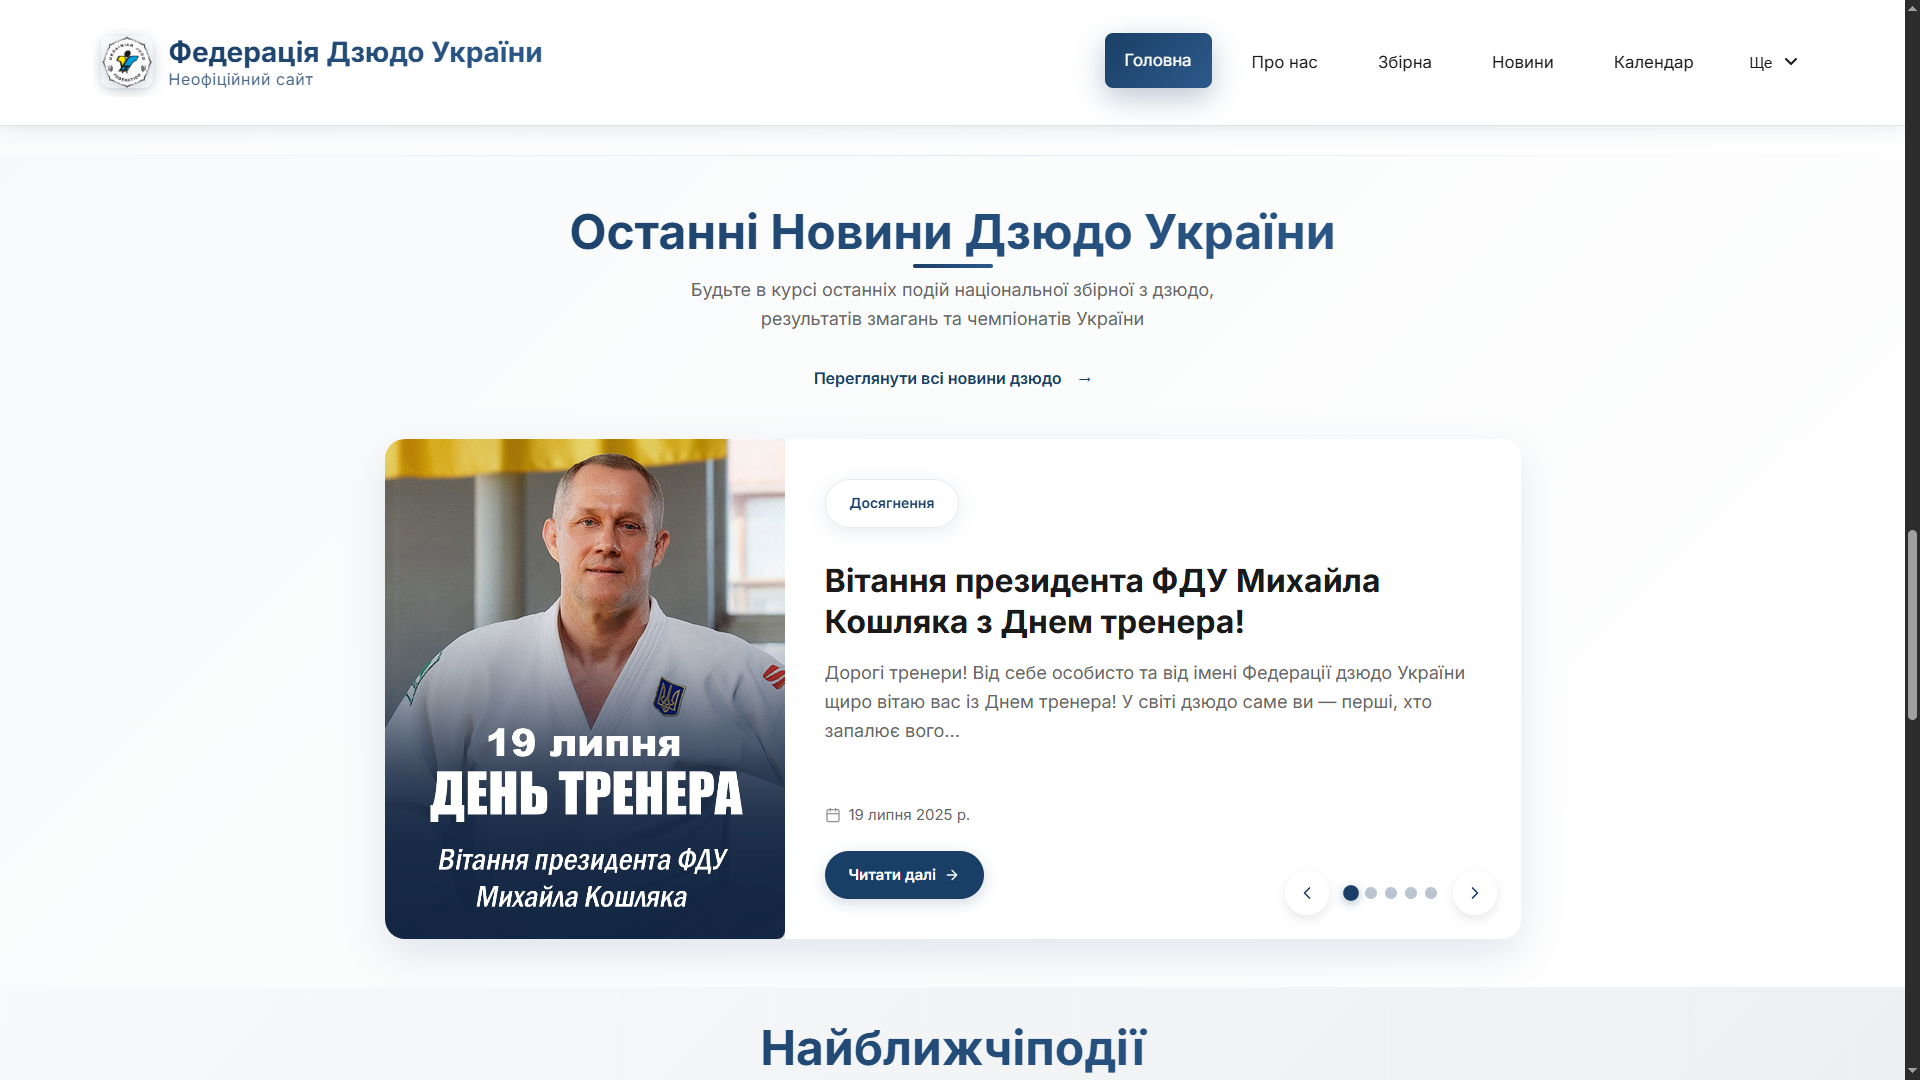 Федерація Дзюдо України
Неофіційний сайт
Головна
Про нас
Збірна
Новини
Календар
Ще
Останні Новини Дзюдо України
Будьте в курсі останніх подій національної збірної з дзюдо,
результатів змагань та чемпіонатів України
Переглянути всі новини дзюдо →
19 липня
ДЕНЬ ТРЕНЕРА
Вітання президента ФДУ
Михайла Кошляка
Досягнення
Вітання президента ФДУ Михайла
Кошляка з Днем тренера!
Дорогі тренери! Від себе особисто та від імені Федерації дзюдо України
щиро вітаю вас із Днем тренера! У світі дзюдо саме ви — перші, хто
запалює вого...
19 липня 2025 р.
Читати далі →
Найближчіподії